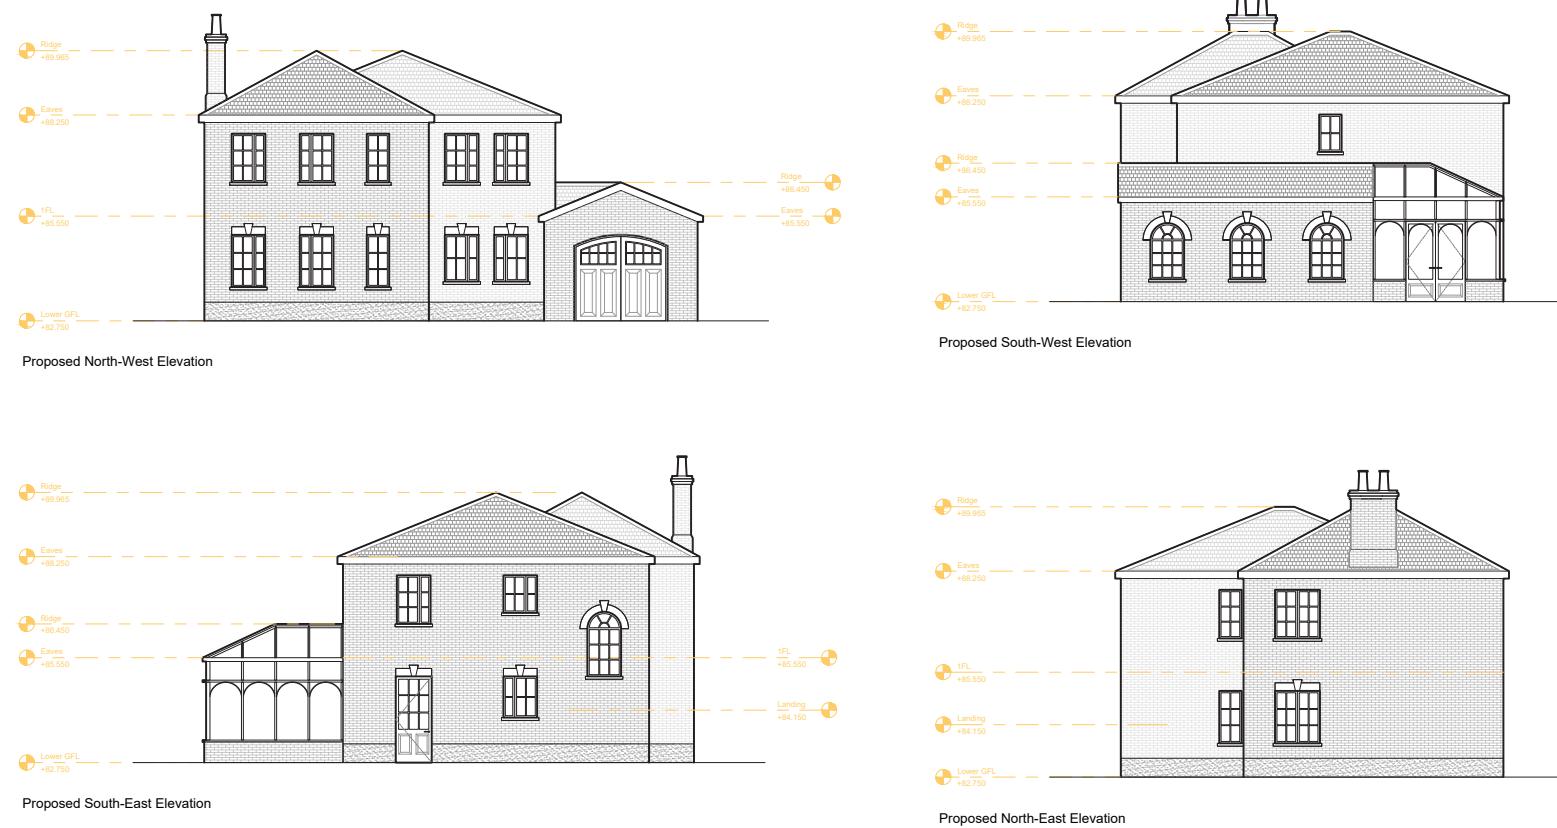 Ridge
+89.965
Eaves
+88.250
1FL
+85.550
Lower GFL
+82.750
Ridge
+86.450
Eaves
+85.550
Proposed North-West Elevation
Ridge
+89.965
Eaves
+88.250
Ridge
+86.450
Eaves
+85.550
Lower GFL
+82.750
Proposed South-West Elevation
Ridge
+89.965
Eaves
+88.250
Ridge
+86.450
Eaves
+85.550
Lower GFL
+82.750
1FL
+85.550
Landing
+84.150
Proposed South-East Elevation
Ridge
+89.965
Eaves
+88.250
1FL
+85.550
Landing
+84.150
Lower GFL
+82.750
Proposed North-East Elevation